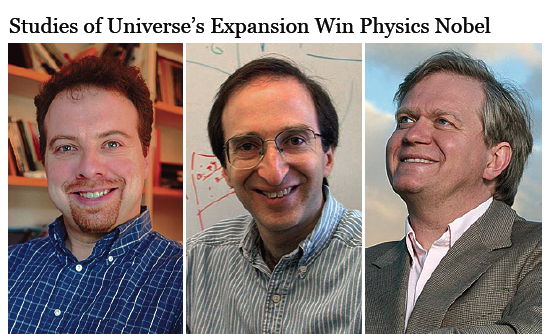 Studies of Universe’s Expansion Win Physics Nobel